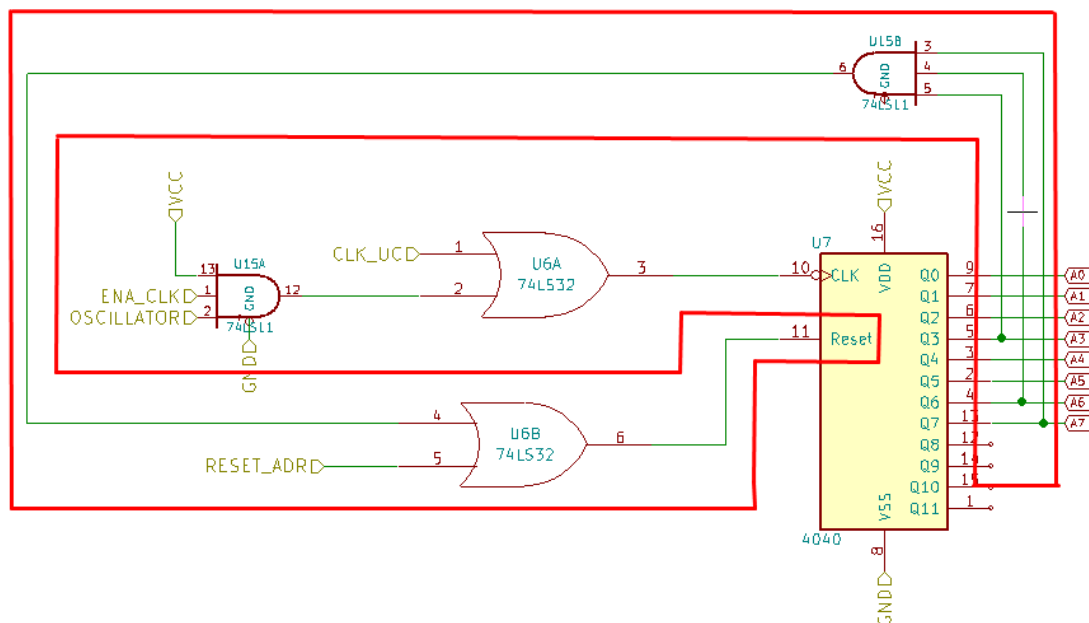 U15B
3
6
GND
4
5
74LS11
VCC
VCC
16
U7
CLK_UC
1
13
U15A
U6A
3
10
CLK
VDD
Q0
9
A0
ENA_CLK
1
GND
12
2
74LS32
Q1
7
A1
OSCILLATOR
2
74LS11
Q2
6
A2
11
Reset
Q3
5
A3
GND
Q4
3
A4
Q5
2
A5
Q6
4
A6
4
U6B
6
Q7
13
A7
74LS32
Q8
12
RESET_ADR
5
Q9
14
Q10
15
VSS
Q11
1
4040
8
GND